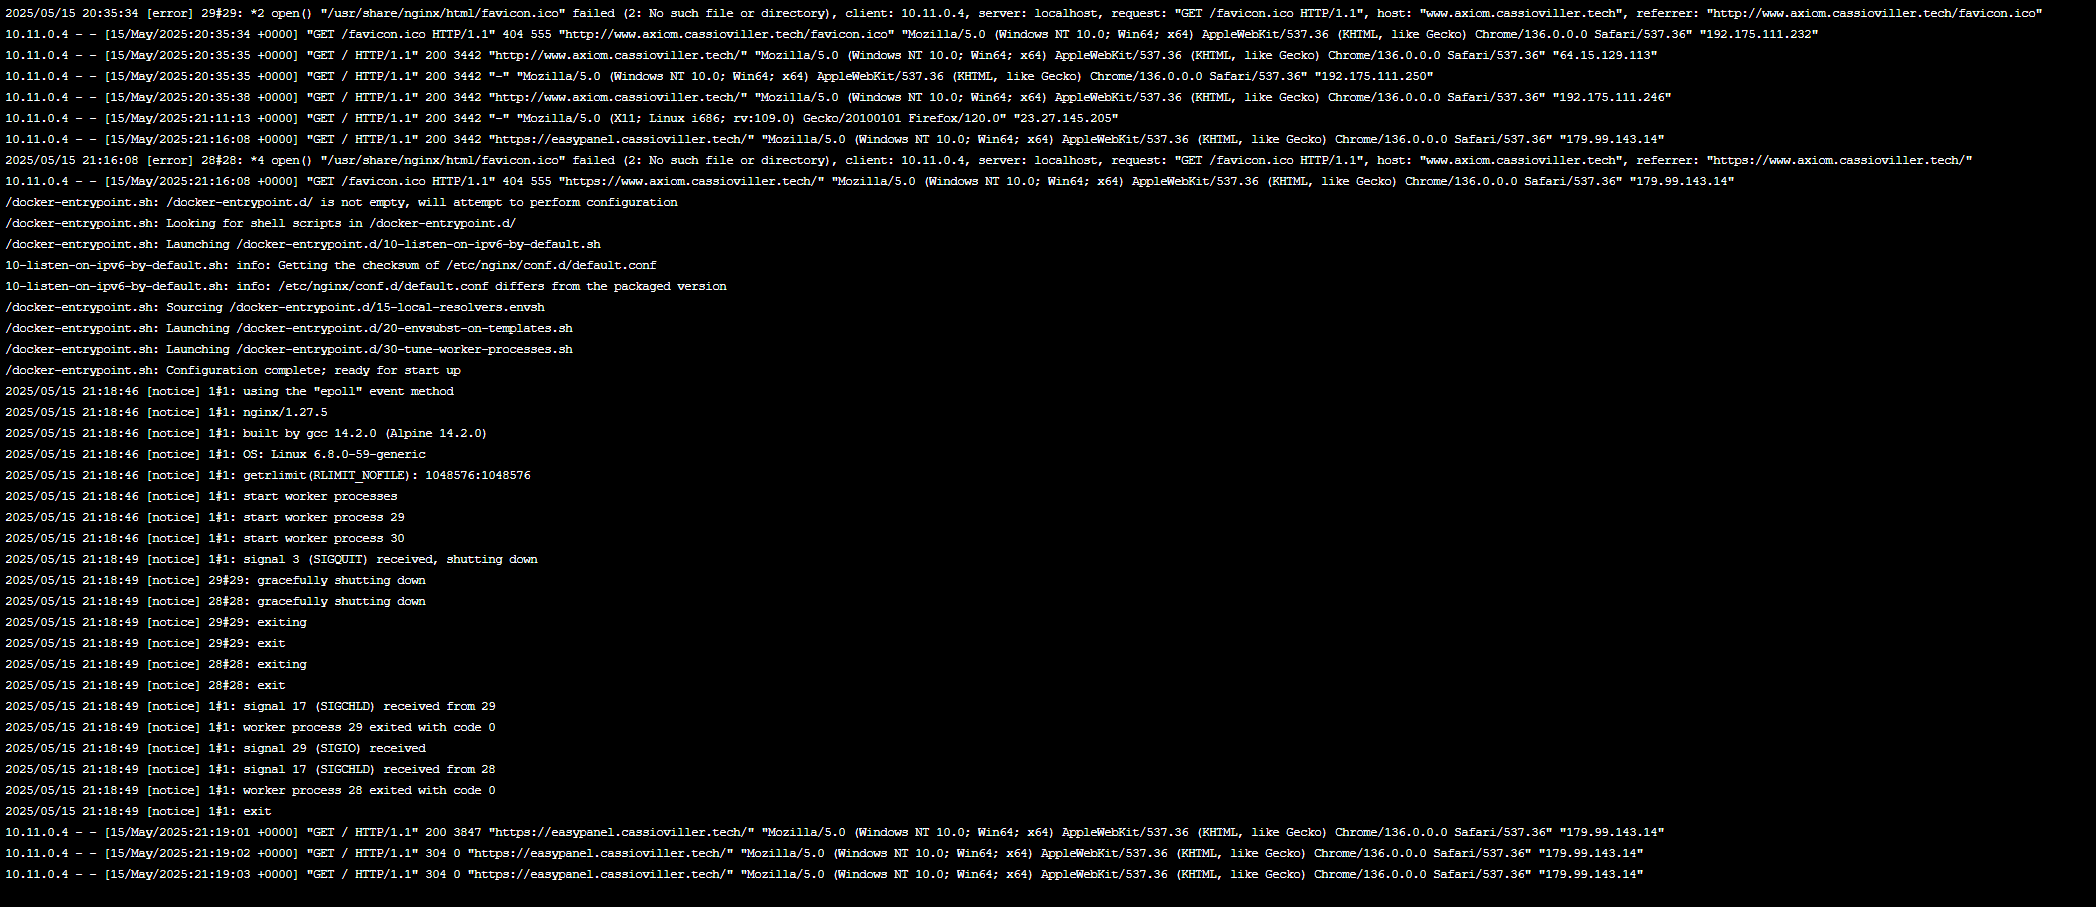 2025/05/15 20:35:34 [error] 29#29: *2 open() "/usr/share/nginx/html/favicon.ico" failed (2: No such file or directory), client: 10.11.0.4, server: localhost, request: "GET /favicon.ico HTTP/1.1", host: "www.axiom.cassioviller.tech", referrer: "http://www.axiom.cassioviller.tech/favicon.ico"
10.11.0.4 - - [15/May/2025:20:35:34 +0000] "GET /favicon.ico HTTP/1.1" 404 555 "http://www.axiom.cassioviller.tech/favicon.ico" "Mozilla/5.0 (Windows NT 10.0; Win64; x64) AppleWebKit/537.36 (KHTML, like Gecko) Chrome/136.0.0.0 Safari/537.36" "192.175.111.232"
10.11.0.4 - - [15/May/2025:20:35:35 +0000] "GET / HTTP/1.1" 200 3442 "http://www.axiom.cassioviller.tech/" "Mozilla/5.0 (Windows NT 10.0; Win64; x64) AppleWebKit/537.36 (KHTML, like Gecko) Chrome/136.0.0.0 Safari/537.36" "64.15.129.113"
10.11.0.4 - - [15/May/2025:20:35:35 +0000] "GET / HTTP/1.1" 200 3442 "-" "Mozilla/5.0 (Windows NT 10.0; Win64; x64) AppleWebKit/537.36 (KHTML, like Gecko) Chrome/136.0.0.0 Safari/537.36" "192.175.111.250"
10.11.0.4 - - [15/May/2025:20:35:38 +0000] "GET / HTTP/1.1" 200 3442 "http://www.axiom.cassioviller.tech/" "Mozilla/5.0 (Windows NT 10.0; Win64; x64) AppleWebKit/537.36 (KHTML, like Gecko) Chrome/136.0.0.0 Safari/537.36" "192.175.111.246"
10.11.0.4 - - [15/May/2025:21:11:13 +0000] "GET / HTTP/1.1" 200 3442 "-" "Mozilla/5.0 (X11; Linux i686; rv:109.0) Gecko/20100101 Firefox/120.0" "23.27.145.205"
10.11.0.4 - - [15/May/2025:21:16:08 +0000] "GET / HTTP/1.1" 200 3442 "https://easypanel.cassioviller.tech/" "Mozilla/5.0 (Windows NT 10.0; Win64; x64) AppleWebKit/537.36 (KHTML, like Gecko) Chrome/136.0.0.0 Safari/537.36" "179.99.143.14"
2025/05/15 21:16:08 [error] 28#28: *4 open() "/usr/share/nginx/html/favicon.ico" failed (2: No such file or directory), client: 10.11.0.4, server: localhost, request: "GET /favicon.ico HTTP/1.1", host: "www.axiom.cassioviller.tech", referrer: "https://www.axiom.cassioviller.tech/"
10.11.0.4 - - [15/May/2025:21:16:08 +0000] "GET /favicon.ico HTTP/1.1" 404 555 "https://www.axiom.cassioviller.tech/" "Mozilla/5.0 (Windows NT 10.0; Win64; x64) AppleWebKit/537.36 (KHTML, like Gecko) Chrome/136.0.0.0 Safari/537.36" "179.99.143.14"
/docker-entrypoint.sh: /docker-entrypoint.d/ is not empty, will attempt to perform configuration
/docker-entrypoint.sh: Looking for shell scripts in /docker-entrypoint.d/
/docker-entrypoint.sh: Launching /docker-entrypoint.d/10-listen-on-ipv6-by-default.sh
10-listen-on-ipv6-by-default.sh: info: Getting the checksum of /etc/nginx/conf.d/default.conf
10-listen-on-ipv6-by-default.sh: info: /etc/nginx/conf.d/default.conf differs from the packaged version
/docker-entrypoint.sh: Sourcing /docker-entrypoint.d/15-local-resolvers.envsh
/docker-entrypoint.sh: Launching /docker-entrypoint.d/20-envsubst-on-templates.sh
/docker-entrypoint.sh: Launching /docker-entrypoint.d/30-tune-worker-processes.sh
/docker-entrypoint.sh: Configuration complete; ready for start up
2025/05/15 21:18:46 [notice] 1#1: using the "epoll" event method
2025/05/15 21:18:46 [notice] 1#1: nginx/1.27.5
2025/05/15 21:18:46 [notice] 1#1: built by gcc 14.2.0 (Alpine 14.2.0)
2025/05/15 21:18:46 [notice] 1#1: OS: Linux 6.8.0-59-generic
2025/05/15 21:18:46 [notice] 1#1: getrlimit(RLIMIT_NOFILE): 1048576:1048576
2025/05/15 21:18:46 [notice] 1#1: start worker processes
2025/05/15 21:18:46 [notice] 1#1: start worker process 29
2025/05/15 21:18:46 [notice] 1#1: start worker process 30
2025/05/15 21:18:49 [notice] 1#1: signal 3 (SIGQUIT) received, shutting down
2025/05/15 21:18:49 [notice] 29#29: gracefully shutting down
2025/05/15 21:18:49 [notice] 28#28: gracefully shutting down
2025/05/15 21:18:49 [notice] 29#29: exiting
2025/05/15 21:18:49 [notice] 29#29: exit
2025/05/15 21:18:49 [notice] 28#28: exiting
2025/05/15 21:18:49 [notice] 28#28: exit
2025/05/15 21:18:49 [notice] 1#1: signal 17 (SIGCHLD) received from 29
2025/05/15 21:18:49 [notice] 1#1: worker process 29 exited with code 0
2025/05/15 21:18:49 [notice] 1#1: signal 29 (SIGIO) received
2025/05/15 21:18:49 [notice] 1#1: signal 17 (SIGCHLD) received from 28
2025/05/15 21:18:49 [notice] 1#1: worker process 28 exited with code 0
2025/05/15 21:18:49 [notice] 1#1: exit
10.11.0.4 - - [15/May/2025:21:19:01 +0000] "GET / HTTP/1.1" 200 3847 "https://easypanel.cassioviller.tech/" "Mozilla/5.0 (Windows NT 10.0; Win64; x64) AppleWebKit/537.36 (KHTML, like Gecko) Chrome/136.0.0.0 Safari/537.36" "179.99.143.14"
10.11.0.4 - - [15/May/2025:21:19:02 +0000] "GET / HTTP/1.1" 304 0 "https://easypanel.cassioviller.tech/" "Mozilla/5.0 (Windows NT 10.0; Win64; x64) AppleWebKit/537.36 (KHTML, like Gecko) Chrome/136.0.0.0 Safari/537.36" "179.99.143.14"
10.11.0.4 - - [15/May/2025:21:19:03 +0000] "GET / HTTP/1.1" 304 0 "https://easypanel.cassioviller.tech/" "Mozilla/5.0 (Windows NT 10.0; Win64; x64) AppleWebKit/537.36 (KHTML, like Gecko) Chrome/136.0.0.0 Safari/537.36" "179.99.143.14"